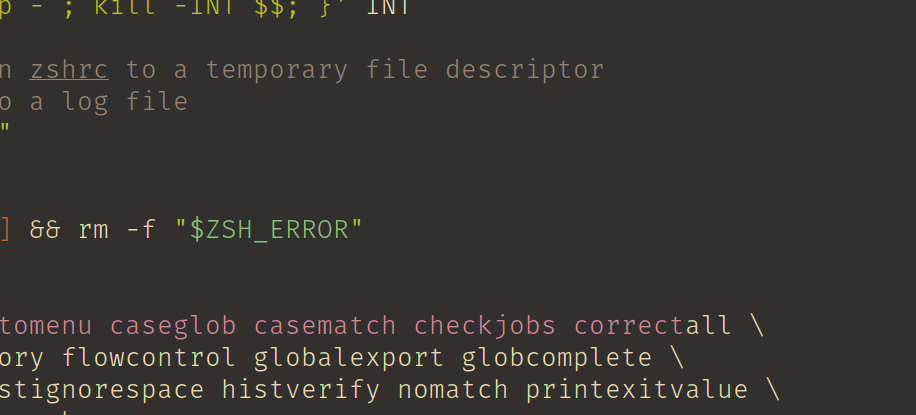 p - ; kill -INT $$; }' INT
n zshrc to a temporary file descriptor
o a log file
"
] && rm -f "$ZSH_ERROR"
tomenu caseglob casematch checkjobs correctall \
ory flowcontrol globalexport globcomplete \
stignorespace histverify nomatch printexitvalue \